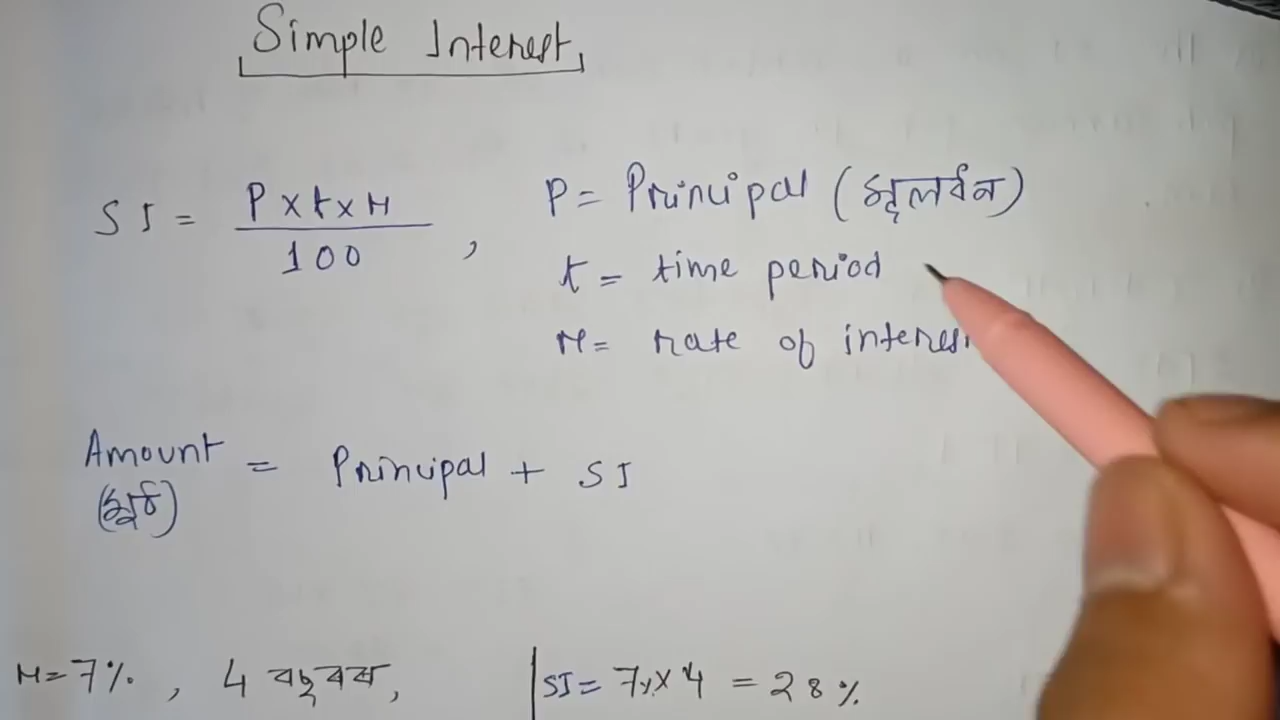 Simple Interest
SI = P x t x r / 100 , P = Principal (মূলধন)
t = time period
r = rate of interest
Amount = Principal + SI
r = 7% , 4 বছরের, SI = 7% x 4 = 28%